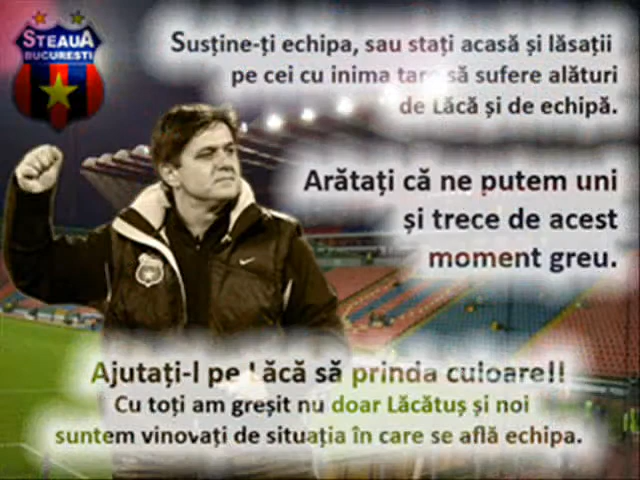 STEAUA
BUCURESTI
Susține-ți echipa, sau stați acasă și lăsații
pe cei cu inima tare să sufere alături
de Lăcă și de echipă.
Arătați că ne putem uni
și trece de acest
moment greu.
Ajutați-l pe Lăcă să prinda culoare!!
Cu toți am greșit nu doar Lăcătuș și noi
suntem vinovați de situația în care se află echipa.